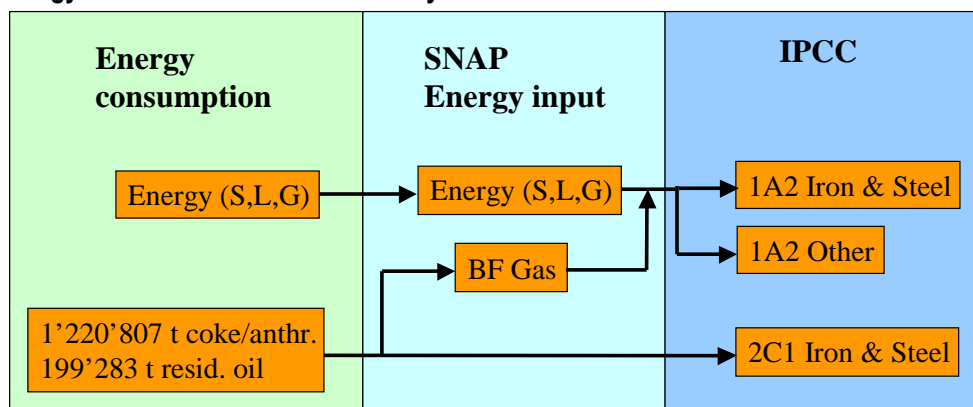 Energy
consumption
SNAP
Energy input
IPCC
Energy (S,L,G)
Energy (S,L,G)
1A2 Iron & Steel
BF Gas
1A2 Other
1’220’807 t coke/anthr.
199’283 t resid. oil
2C1 Iron & Steel